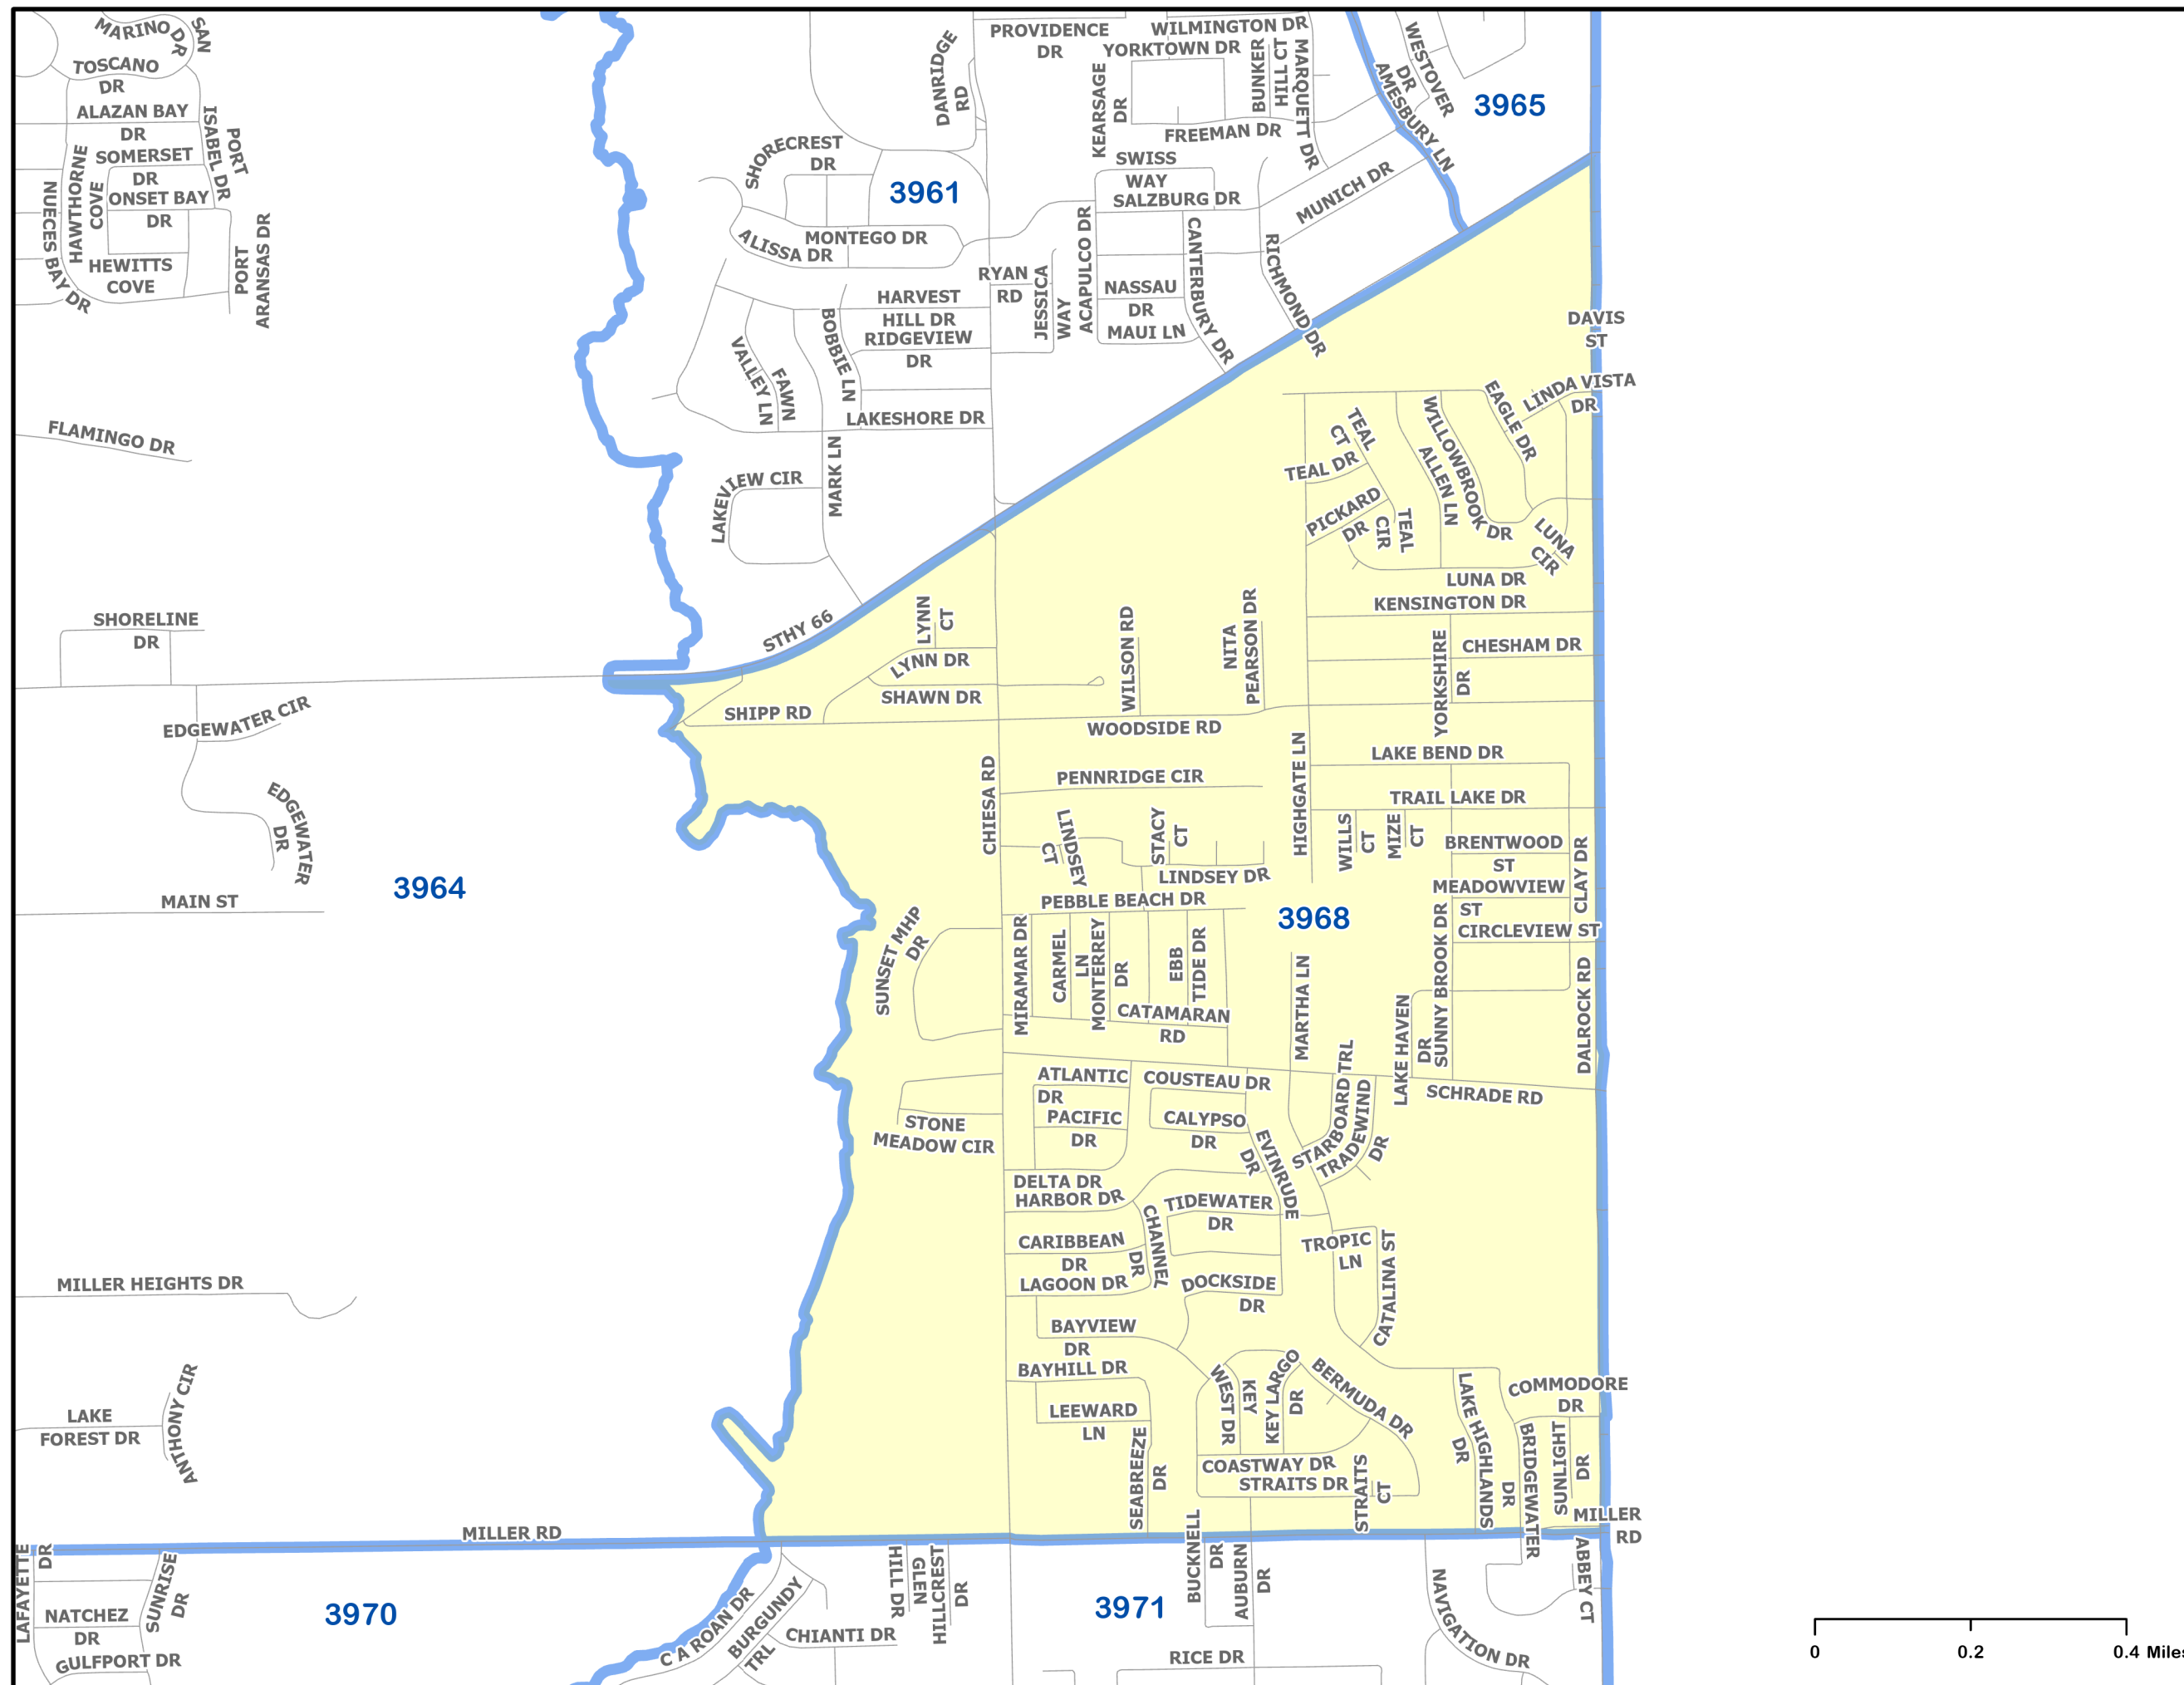 MARINO DR
SAN
TOSCANO
DR
ALAZAN BAY
DR
SOMERSET
DR
ONSET BAY
DR
HEWITTS
COVE
HAWTHORNE
COVE
NUECES BAY DR
ISABEL DR
PORT
PORT
ARANSAS DR
FLAMINGO DR
SHORELINE
DR
EDGEWATER CIR
EDGEWATER
DR
3964
MAIN ST
MILLER HEIGHTS DR
LAKE
FOREST DR
ANTHONY CIR
MILLER RD
LAFAYETTE
DR
SUNRISE
DR
NATCHEZ
DR
GULFPORT DR
3970
DANRIDGE
RD
PROVIDENCE
DR
WILMINGTON DR
YORKTOWN DR
KEARSAGE
DR
BUNKER
HILL CT
MARQUETT DR
FREEMAN DR
WESTOVER
DR
AMESBURY LN
3965
SHORECREST
DR
3961
MONTEGO DR
ALISSA DR
SWISS
WAY
SALZBURG DR
MUNICH DR
ACAPULCO DR
CANTERBURY DR
RICHMOND DR
RYAN
RD
JESSICA
WAY
NASSAU
DR
MAUI LN
HARVEST
HILL DR
RIDGEVIEW
DR
BOBBIE LN
FAWN
VALLEY LN
LAKESHORE DR
MARK LN
LAKEVIEW CIR
DAVIS
ST
LINDA VISTA
DR
EAGLE DR
WILLOWBROOK
DR
ALLEN LN
TEAL
CT
TEAL DR
PICKARD
DR
TEAL
CIR
LUNA
CIR
LUNA DR
KENSINGTON DR
CHESHAM DR
YORKSHIRE
DR
STHY 66
LYNN
CT
LYNN DR
SHAWN DR
SHIPP RD
WILSON RD
NITA
PEARSON DR
WOODSIDE RD
LAKE BEND DR
CHIESA RD
PENNRIDGE CIR
HIGHGATE LN
TRAIL LAKE DR
LINDSEY
CT
STACY
CT
WILLS
CT
MIZE
CT
BRENTWOOD
ST
CLAY DR
LINDSEY DR
MEADOWVIEW
ST
PEBBLE BEACH DR
3968
CIRCLEVIEW ST
SUNSET MHP
DR
MIRAMAR DR
CARMEL
LN
MONTERREY
DR
EBB
TIDE DR
CATAMARAN
RD
MARTHA LN
LAKE HAVEN
DR
SUNNY BROOK DR
DALROCK RD
ATLANTIC
DR
COUSTEAU DR
STARBOARD TRL
TRADEWIND
DR
SCHRADE RD
PACIFIC
DR
CALYPSO
DR
STONE
MEADOW CIR
EVINRUDE
DR
DELTA DR
HARBOR DR
TIDEWATER
DR
CHANNEL
DR
CARIBBEAN
DR
LAGOON DR
TROPIC
LN
CATALINA ST
DOCKSIDE
DR
BAYVIEW
DR
BAYHILL DR
WEST DR
KEY
KEY LARGO
DR
BERMUDA DR
LEEWARD
LN
LAKE HIGHLANDS
DR
COMMODORE
DR
SEABREEZE
DR
COASTWAY DR
STRAITS DR
STRAITS
CT
BRIDGEWATER
DR
SUNLIGHT
DR
MILLER
RD
C A ROAN DR
BURGUNDY
TRL
CHIANTI DR
HILL DR
GLEN
HILLCREST
DR
3971
BUCKNELL
DR
AUBURN
DR
RICE DR
NAVIGATION DR
ABBEY CT
0 0.2 0.4 Miles